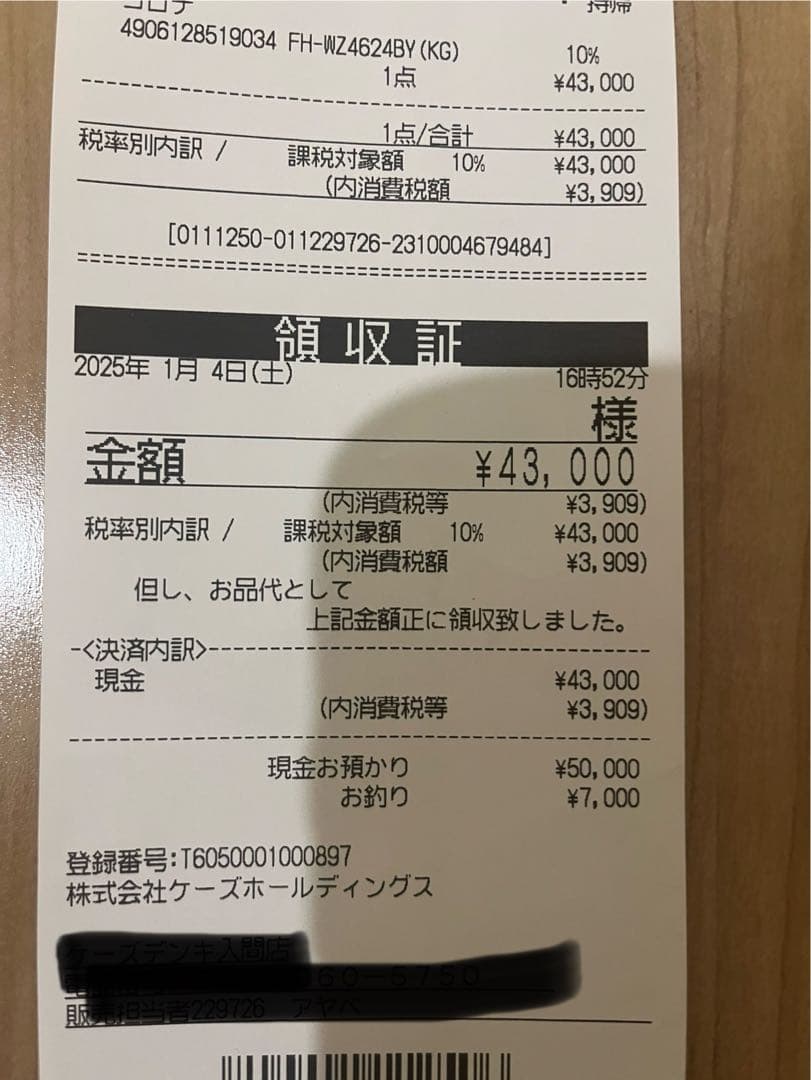 コロナ ・ 持帰
4906128519034 FH-WZ4624BY(KG) 10%
1点 ¥43,000
1点/合計 ¥43,000
税率別内訳 / 課税対象額 10% ¥43,000
(内消費税額 ¥3,909)
[0111250-011229726-2310004679484]
領収証
2025年 1月 4日(土) 16時52分
様
金額 ¥43,000
(内消費税等 ¥3,909)
税率別内訳 / 課税対象額 10% ¥43,000
(内消費税額 ¥3,909)
但し、お品代として
上記金額正に領収致しました。
-<決済内訳>-
現金 ¥43,000
(内消費税等 ¥3,909)
現金お預かり ¥50,000
お釣り ¥7,000
登録番号:T6050001000897
株式会社ケーズホールディングス